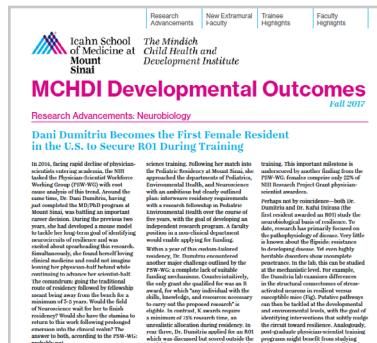 Research
Advancements
New Extramural
Faculty
Trainee
Highlights
Faculty
Highlights
Icahn School
of Medicine at
Mount
Sinai
The Mindich
Child Health and
Development Institute
MCHDI Developmental Outcomes
Fall 2017
Research Advancements: Neurobiology
Dani Dumitriu Becomes the First Female Resident
in the U.S. to Secure R01 During Training
In 2014, facing rapid decline of physician-
scientists entering academia, the NIH
tasked the Physician-Scientist Workforce
Working Group (PSW-WG) with root
cause analysis of this trend. Around the
same time, Dr. Dani Dumitriu, having
just completed the MD/PhD program at
Mount Sinai, was battling an important
career decision. During the previous two
years, she had developed a mouse model
to tackle her long-term goal of identifying
neurocircuits of resilience and was
excited about spearheading this research.
Simultaneously, she found herself loving
clinical medicine and could not imagine
leaving her physician-half behind while
continuing to advance her scientist-half.
The conundrum: going the traditional
route of residency followed by fellowship
meant being away from the bench for a
minimum of 2-5 years. Would the field
of Neuroscience wait for her to finish
residency? Would she have the stamina to
return to this work following prolonged
emersion into the clinical realm? The
answer to both, according to the PSW-WG:
probably not.
science training. Following her match into
the Pediatric Residency at Mount Sinai, she
approached the departments of Pediatrics,
Environmental Health, and Neuroscience
with an ambitious but clearly outlined
plan: interweave residency requirements
with a research fellowship in Pediatric
Environmental Health over the course of
five years, with the goal of developing an
independent research program. A faculty
position in a non-clinical department
would enable applying for funding.
Within a year of this custom-tailored
residency, Dr. Dumitriu encountered
another major challenge outlined by the
PSW-WG: a complete lack of suitable
funding mechanisms. Counterintuitively,
the only grant she qualified for was an R
award, for which "any individual with the
skills, knowledge, and resources necessary
to carry out the proposed research" is
eligible. In contrast, K awards require
a minimum of 75% research time, an
unrealistic allocation during residency. In
year three, Dr. Dumitriu applied for an R01
which was discussed but scored outside the
training. This important milestone is
underscored by another finding from the
PSW-WG: females comprise only 22% of
NIH Research Project Grant physician-
scientist awardees.
Perhaps not by coincidence—both Dr.
Dumitriu and Dr. Kafui Dzirasa (the
first resident awarded an R01) study the
neurobiological basis of resilience. To
date, research has primarily focused on
the pathophysiology of disease. Very little
is known about the flipside: resistance
to developing disease. Yet even highly
heritable disorders show incomplete
penetrance. In the lab, this can be studied
at the mechanistic level. For example, the
Dumitriu lab examines differences
in the structural connectomes of stress-
activated neurons in resilient versus
susceptible mice (Fig). Putative pathways
can then be tackled at the developmental
and environmental levels, with the goal of
identifying interventions that subtly nudge
the circuit toward resilience. Analogously,
post-graduate physician-scientist training
programs might benefit from studying